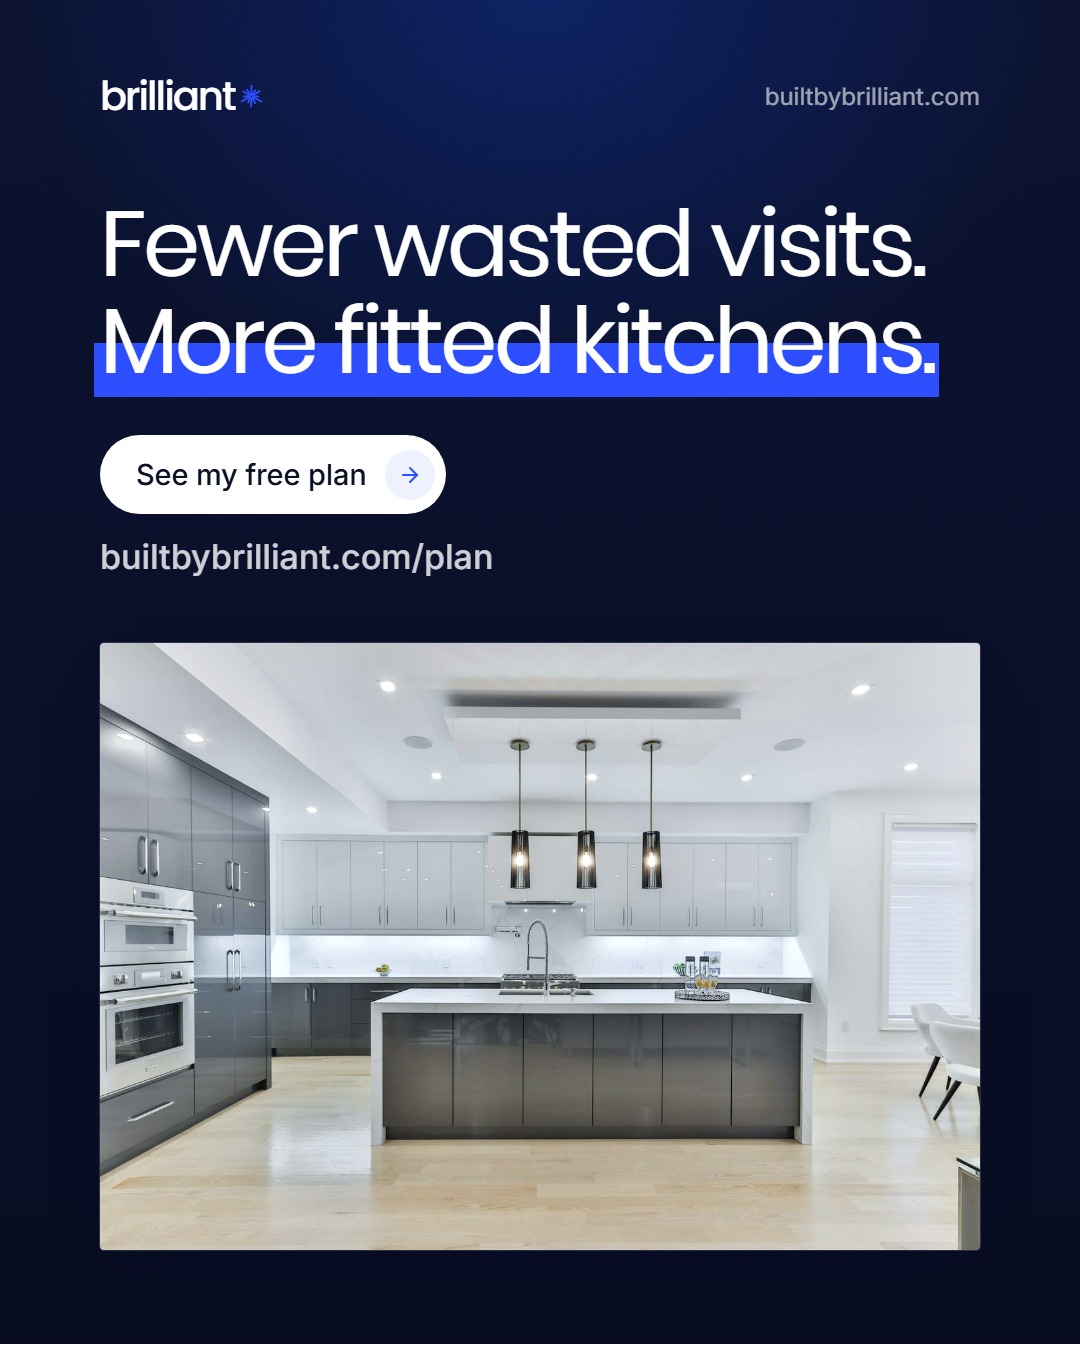 brilliant
builtbybrilliant.com
Fewer wasted visits.
More fitted kitchens.
See my free plan
builtbybrilliant.com/plan